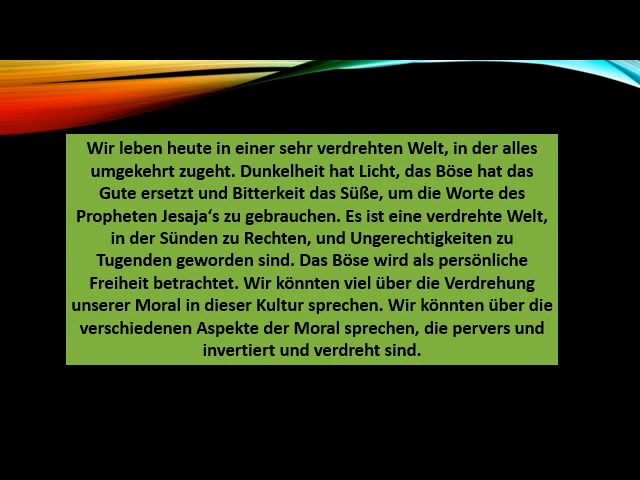 Wir leben heute in einer sehr verdrehten Welt, in der alles
umgekehrt zugeht. Dunkelheit hat Licht, das Böse hat das
Gute ersetzt und Bitterkeit das Süße, um die Worte des
Propheten Jesaja‘s zu gebrauchen. Es ist eine verdrehte Welt,
in der Sünden zu Rechten, und Ungerechtigkeiten zu
Tugenden geworden sind. Das Böse wird als persönliche
Freiheit betrachtet. Wir könnten viel über die Verdrehung
unserer Moral in dieser Kultur sprechen. Wir könnten über die
verschiedenen Aspekte der Moral sprechen, die pervers und
invertiert und verdreht sind.